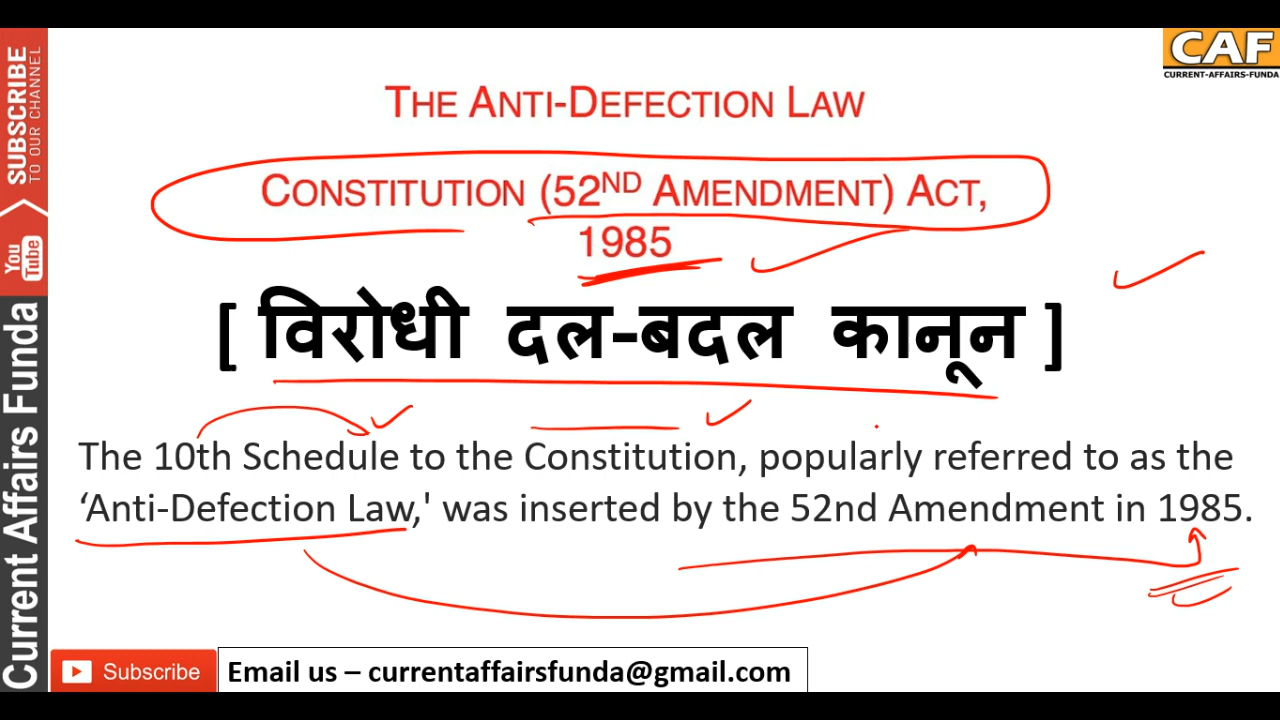 SUBSCRIBE
TO OUR CHANNEL
You Tube
Current Affairs Funda
CAF
CURRENT-AFFAIRS-FUNDA
THE ANTI-DEFECTION LAW
CONSTITUTION (52ND AMENDMENT) ACT,
1985
[ विरोधी दल-बदल कानून ]
The 10th Schedule to the Constitution, popularly referred to as the
‘Anti-Defection Law,' was inserted by the 52nd Amendment in 1985.
Subscribe
Email us – currentaffairsfunda@gmail.com